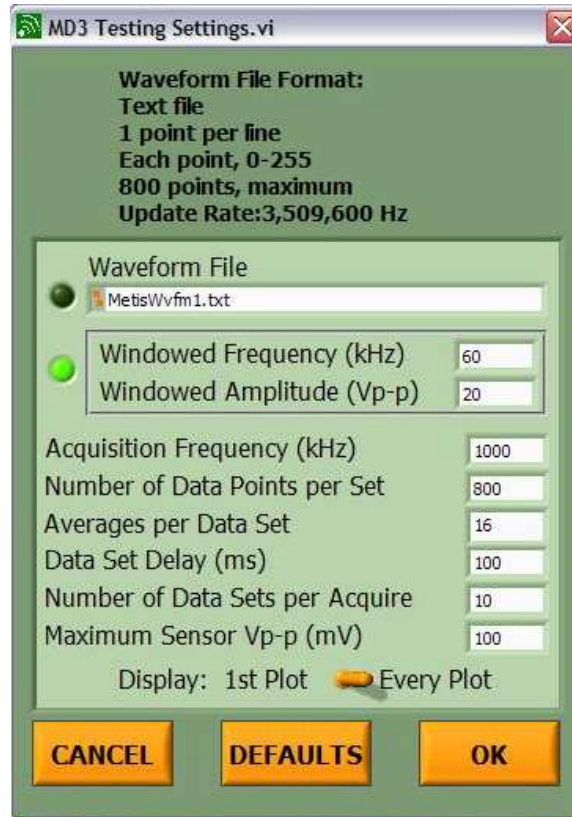 MD3 Testing Settings.vi
Waveform File Format:
Text file
1 point per line
Each point, 0-255
800 points, maximum
Update Rate:3,509,600 Hz
Waveform File
MetisWvfm1.txt
Windowed Frequency (kHz) 60
Windowed Amplitude (Vp-p) 20
Acquisition Frequency (kHz) 1000
Number of Data Points per Set 800
Averages per Data Set 16
Data Set Delay (ms) 100
Number of Data Sets per Acquire 10
Maximum Sensor Vp-p (mV) 100
Display: 1st Plot Every Plot
CANCEL DEFAULTS OK